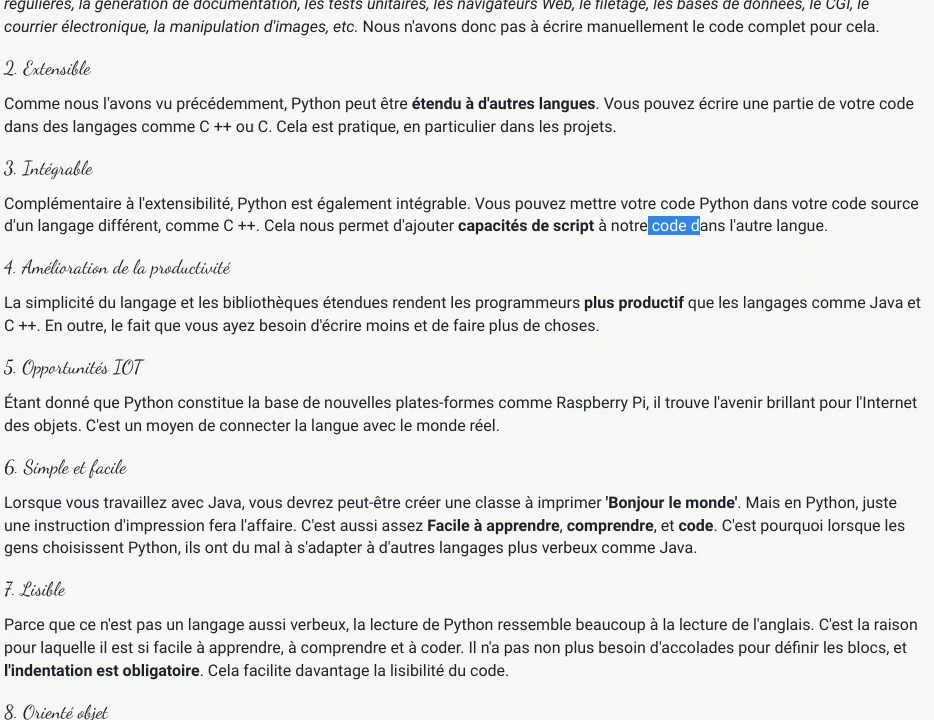 régulières, la génération de documentation, les tests unitaires, les navigateurs Web, le filetage, les bases de données, le CGI, le
courrier électronique, la manipulation d'images, etc. Nous n'avons donc pas à écrire manuellement le code complet pour cela.
2. Extensible
Comme nous l'avons vu précédemment, Python peut être étendu à d'autres langues. Vous pouvez écrire une partie de votre code
dans des langages comme C ++ ou C. Cela est pratique, en particulier dans les projets.
3. Intégrable
Complémentaire à l'extensibilité, Python est également intégrable. Vous pouvez mettre votre code Python dans votre code source
d'un langage différent, comme C ++. Cela nous permet d'ajouter capacités de script à notre code dans l'autre langue.
4. Amélioration de la productivité
La simplicité du langage et les bibliothèques étendues rendent les programmeurs plus productif que les langages comme Java et
C ++. En outre, le fait que vous ayez besoin d'écrire moins et de faire plus de choses.
5. Opportunités IOT
Étant donné que Python constitue la base de nouvelles plates-formes comme Raspberry Pi, il trouve l'avenir brillant pour l'Internet
des objets. C'est un moyen de connecter la langue avec le monde réel.
6. Simple et facile
Lorsque vous travaillez avec Java, vous devrez peut-être créer une classe à imprimer 'Bonjour le monde'. Mais en Python, juste
une instruction d'impression fera l'affaire. C'est aussi assez Facile à apprendre, comprendre, et code. C'est pourquoi lorsque les
gens choisissent Python, ils ont du mal à s'adapter à d'autres langages plus verbeux comme Java.
7. Lisible
Parce que ce n'est pas un langage aussi verbeux, la lecture de Python ressemble beaucoup à la lecture de l'anglais. C'est la raison
pour laquelle il est si facile à apprendre, à comprendre et à coder. Il n'a pas non plus besoin d'accolades pour définir les blocs, et
l'indentation est obligatoire. Cela facilite davantage la lisibilité du code.
8. Orienté objet